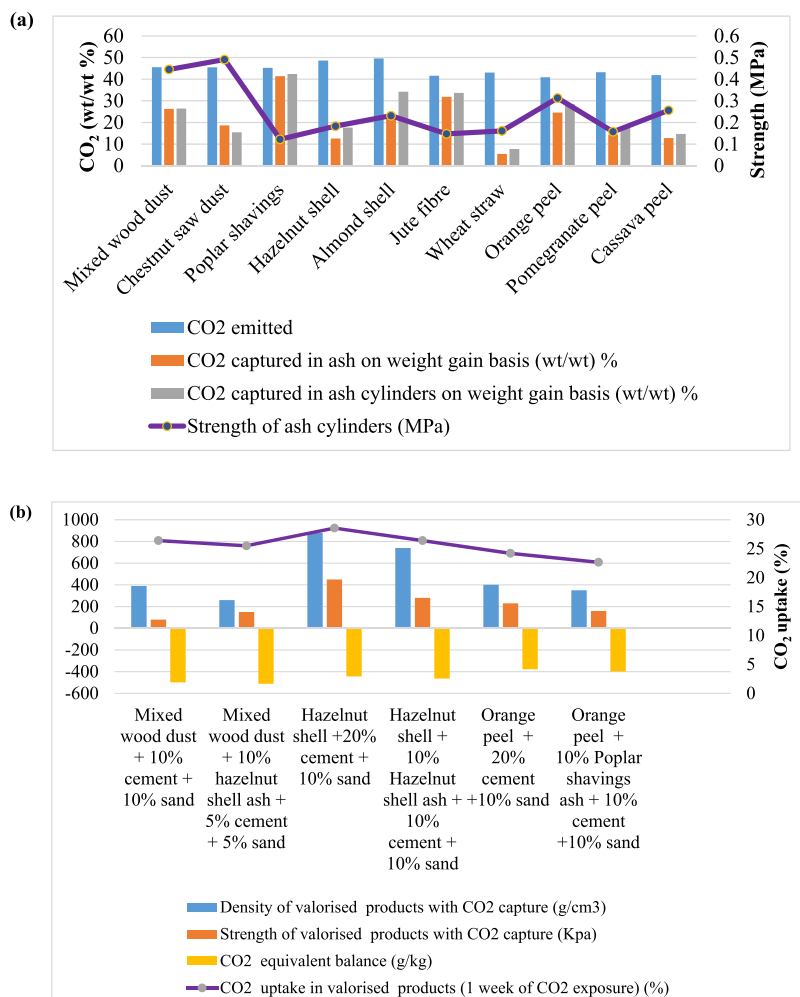 (a)
60
50
40
30
20
10
0
CO2 (wt/wt %)
0.6
0.5
0.4
0.3
0.2
0.1
0
Strength (MPa)
Mixed wood dust
Chestnut saw dust
Poplar shavings
Hazelnut shell
Almond shell
Jute fibre
Wheat straw
Orange peel
Pomegranate peel
Cassava peel
CO2 emitted
CO2 captured in ash on weight gain basis (wt/wt) %
CO2 captured in ash cylinders on weight gain basis (wt/wt) %
Strength of ash cylinders (MPa)
(b)
1000
800
600
400
200
0
-200
-400
-600
30
25
20
15
10
5
0
CO2 uptake (%)
Mixed
wood dust
+ 10%
cement +
10% sand
Mixed
wood dust
+ 10%
hazelnut
shell ash +
5% cement
+ 5% sand
Hazelnut
shell +20%
cement +
10% sand
Hazelnut
shell +
10%
Hazelnut
shell ash +
10%
cement +
10% sand
Orange
peel +
20%
cement
+10% sand
Orange
peel +
10% Poplar
shavings
ash + 10%
cement
+10% sand
Density of valorised products with CO2 capture (g/cm3)
Strength of valorised products with CO2 capture (Kpa)
CO2 equivalent balance (g/kg)
CO2 uptake in valorised products (1 week of CO2 exposure) (%)